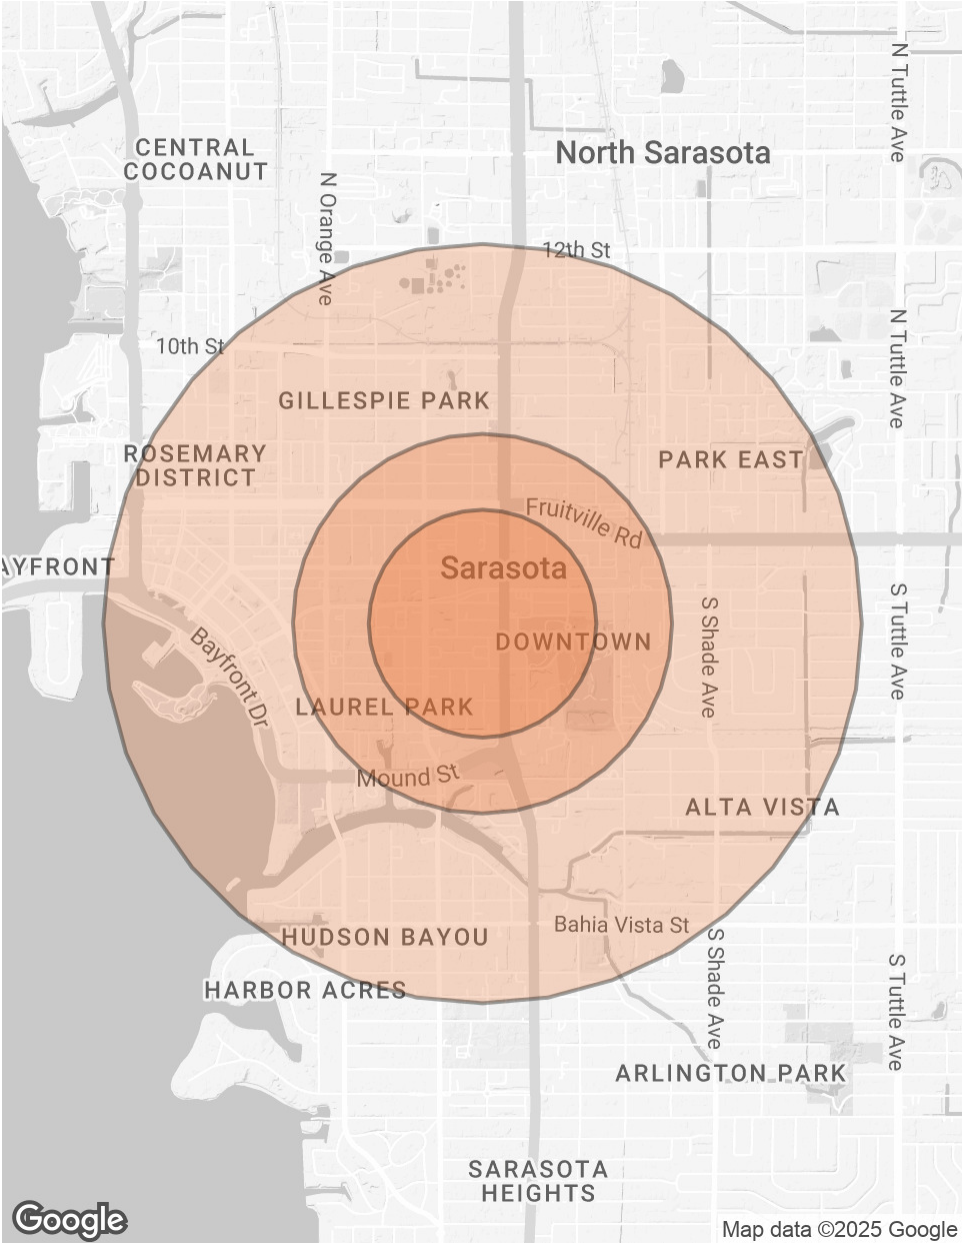 N Tuttle Ave
CENTRAL
COCOANUT
North Sarasota
N Orange Ave
12th St
10th St
N Tuttle Ave
GILLESPIE PARK
ROSEMARY
DISTRICT
PARK EAST
Fruitville Rd
AYFRONT
Sarasota
S Tuttle Ave
S Shade Ave
DOWNTOWN
Bayfront Dr
LAUREL PARK
Mound St
ALTA VISTA
Bahia Vista St
HUDSON BAYOU
S Shade Ave
S Tuttle Ave
HARBOR ACRES
ARLINGTON PARK
SARASOTA
HEIGHTS
Google
Map data ©2025 Google